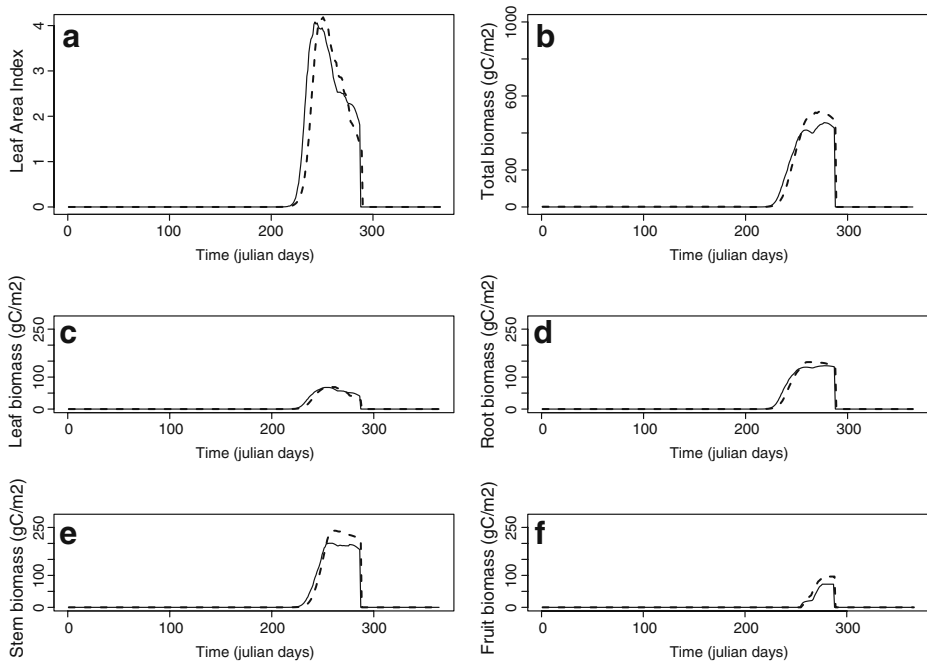 a
Leaf Area Index
0 2 3 4
0 100 200 300
Time (julian days)
b
Total biomass (gC/m2)
0 200 600 1000
0 100 200 300
Time (julian days)
c
Leaf biomass (gC/m2)
0 100 250
0 100 200 300
Time (julian days)
d
Root biomass (gC/m2)
0 100 250
0 100 200 300
Time (julian days)
e
Stem biomass (gC/m2)
0 100 250
0 100 200 300
Time (julian days)
f
Fruit biomass (gC/m2)
0 100 250
0 100 200 300
Time (julian days)